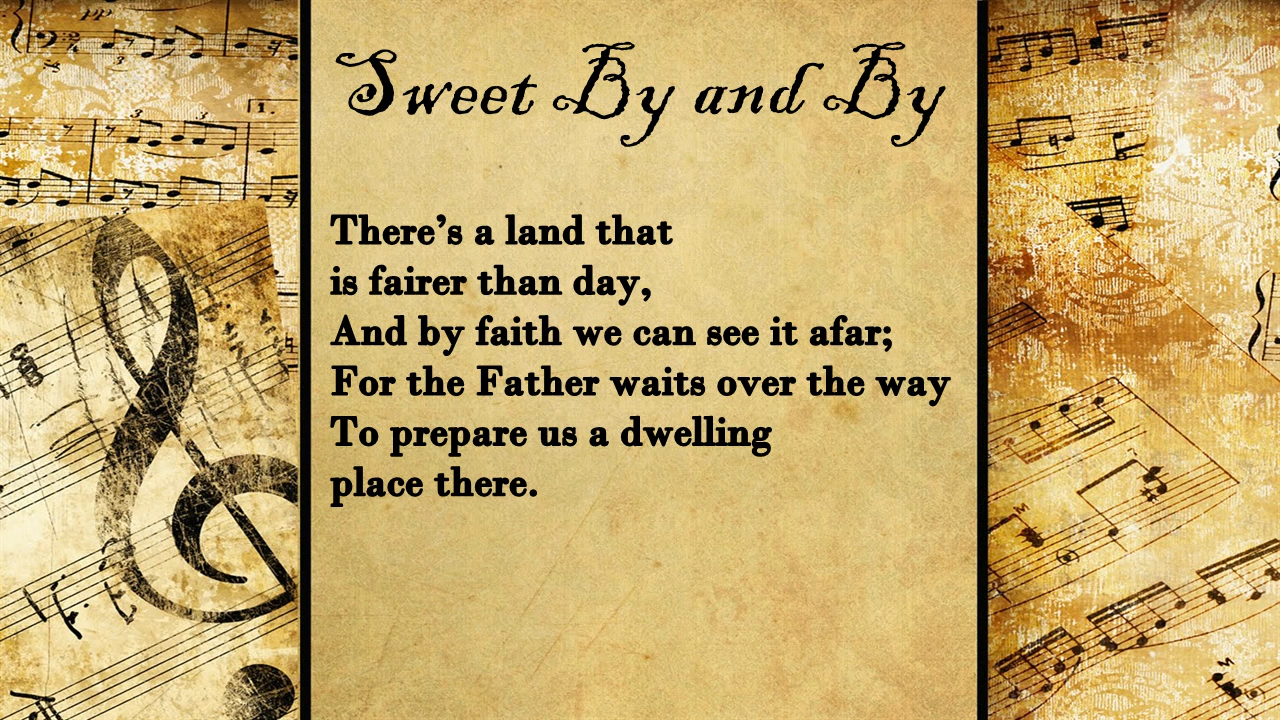 Sweet By and By
There’s a land that
is fairer than day,
And by faith we can see it afar;
For the Father waits over the way
To prepare us a dwelling
place there.